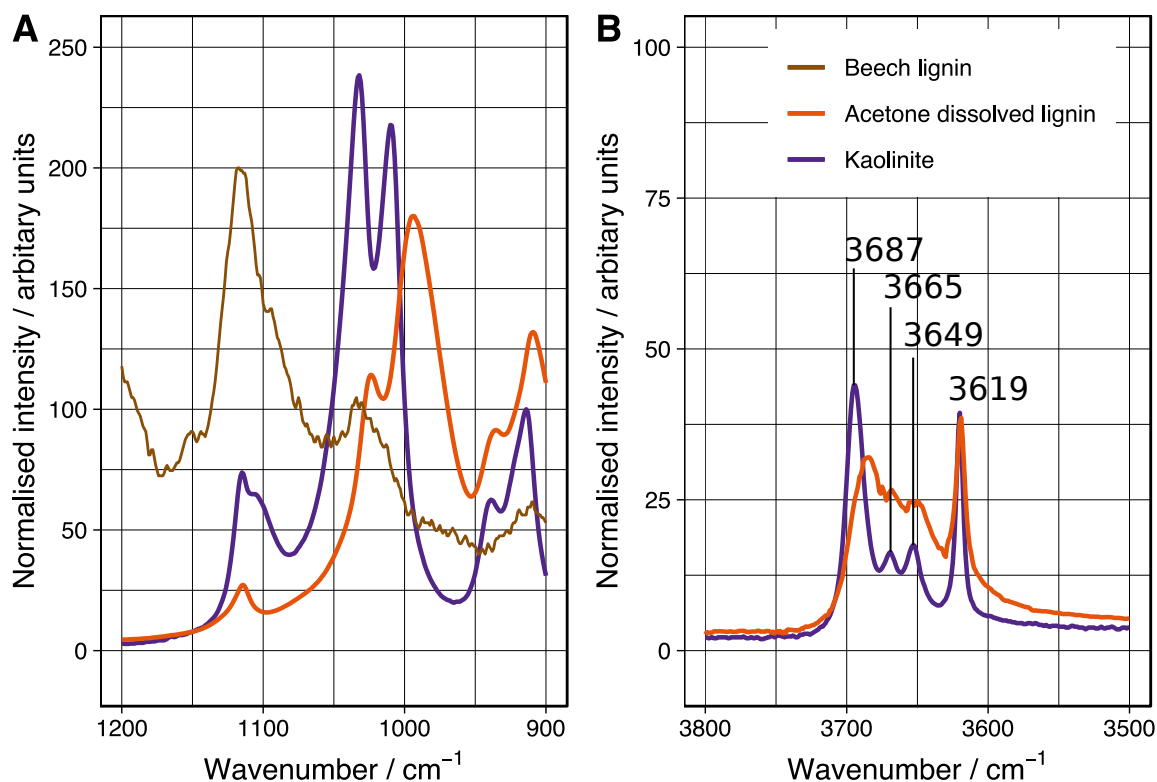 A
Normalised intensity / arbitary units
250
200
150
100
50
0
1200
1100
1000
900
Wavenumber / cm⁻¹
B
Normalised intensity / arbitary units
100
75
50
25
0
Beech lignin
Acetone dissolved lignin
Kaolinite
3687
3665
3649
3619
3800
3700
3600
3500
Wavenumber / cm⁻¹